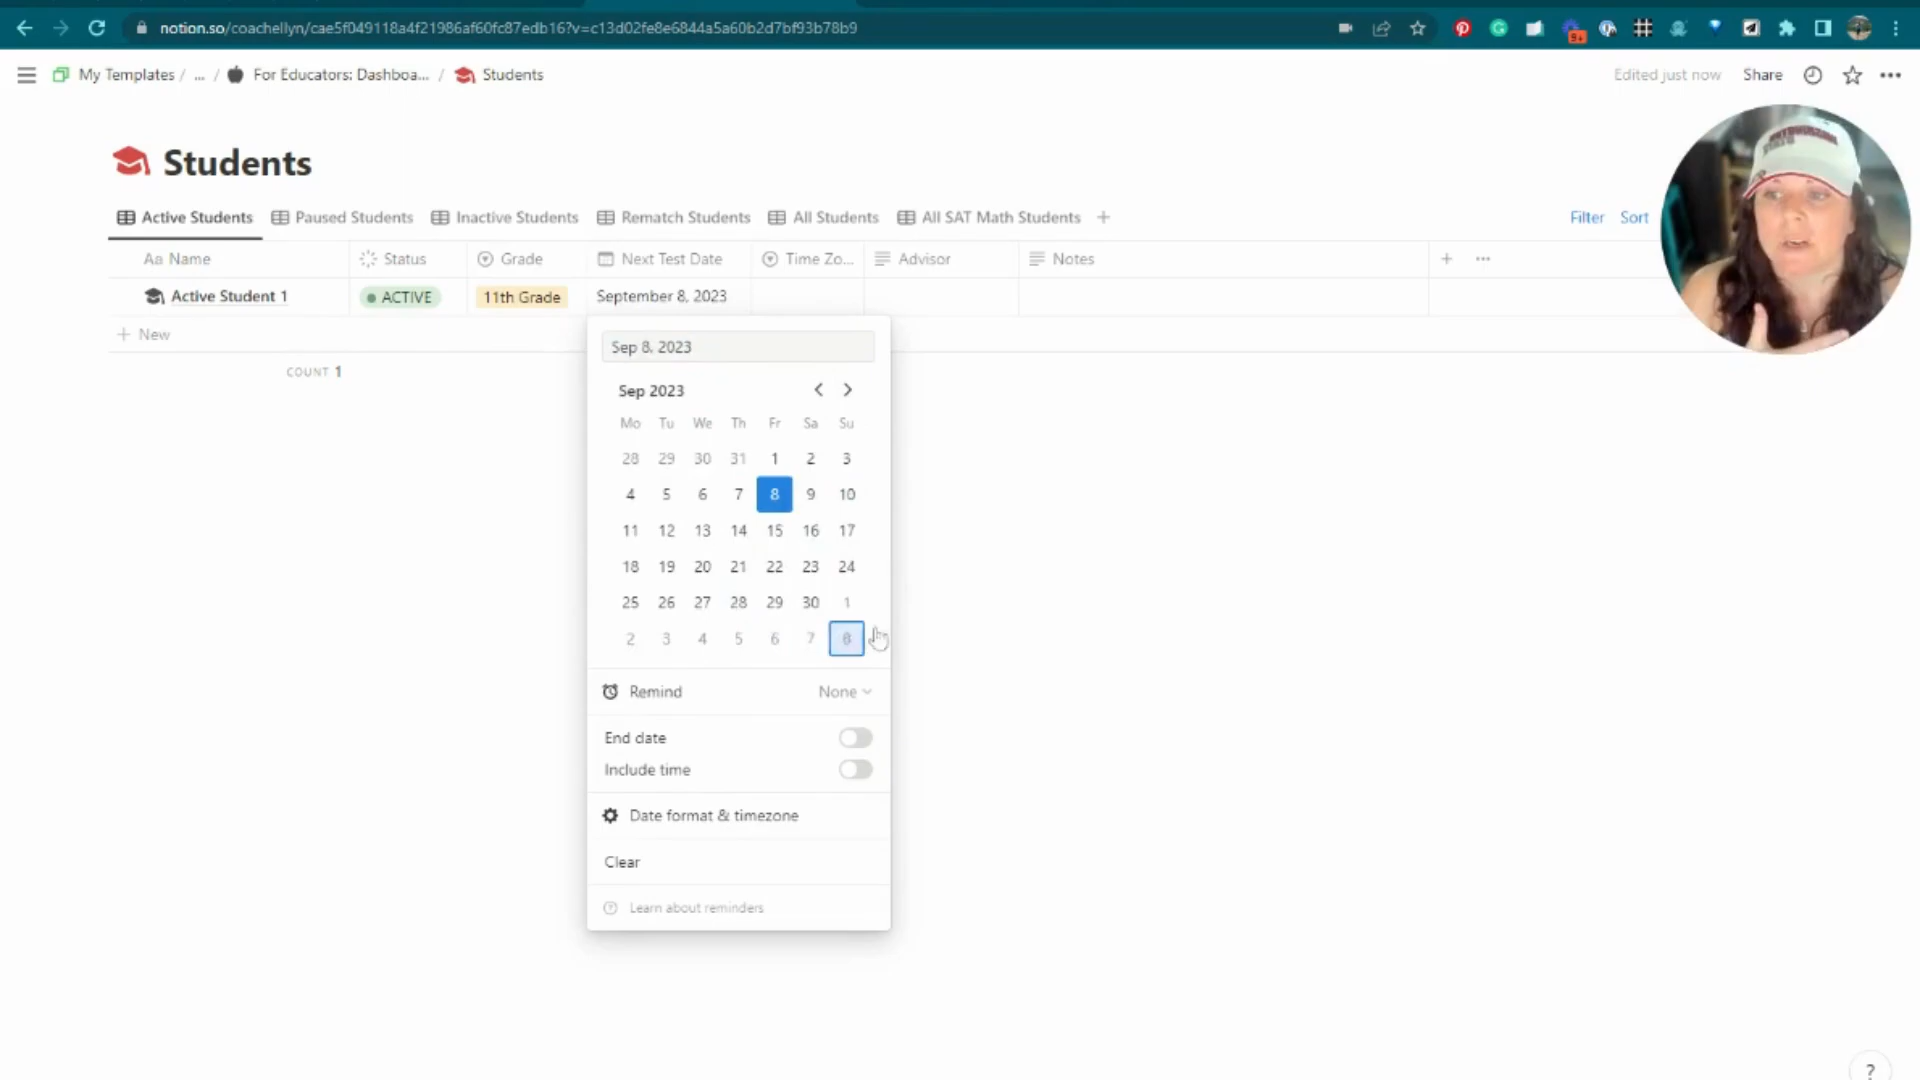 notion.so/coachellyn/cae5f049118a4f21986af60fc87edb16?v=c13d02fe8e6844a5a60b2d7bf93b78b9
9+
My Templates / ... / For Educators: Dashboa... / Students
Edited just now Share
Students
Active Students Paused Students Inactive Students Rematch Students All Students All SAT Math Students +
Filter Sort
Aa Name Status Grade Next Test Date Time Zo... Advisor Notes + ...
Active Student 1 ACTIVE 11th Grade September 8, 2023
+ New
COUNT 1
Sep 8, 2023
Sep 2023
Mo Tu We Th Fr Sa Su
28 29 30 31 1 2 3
4 5 6 7 8 9 10
11 12 13 14 15 16 17
18 19 20 21 22 23 24
25 26 27 28 29 30 1
2 3 4 5 6 7 8
Remind None
End date
Include time
Date format & timezone
Clear
Learn about reminders
?